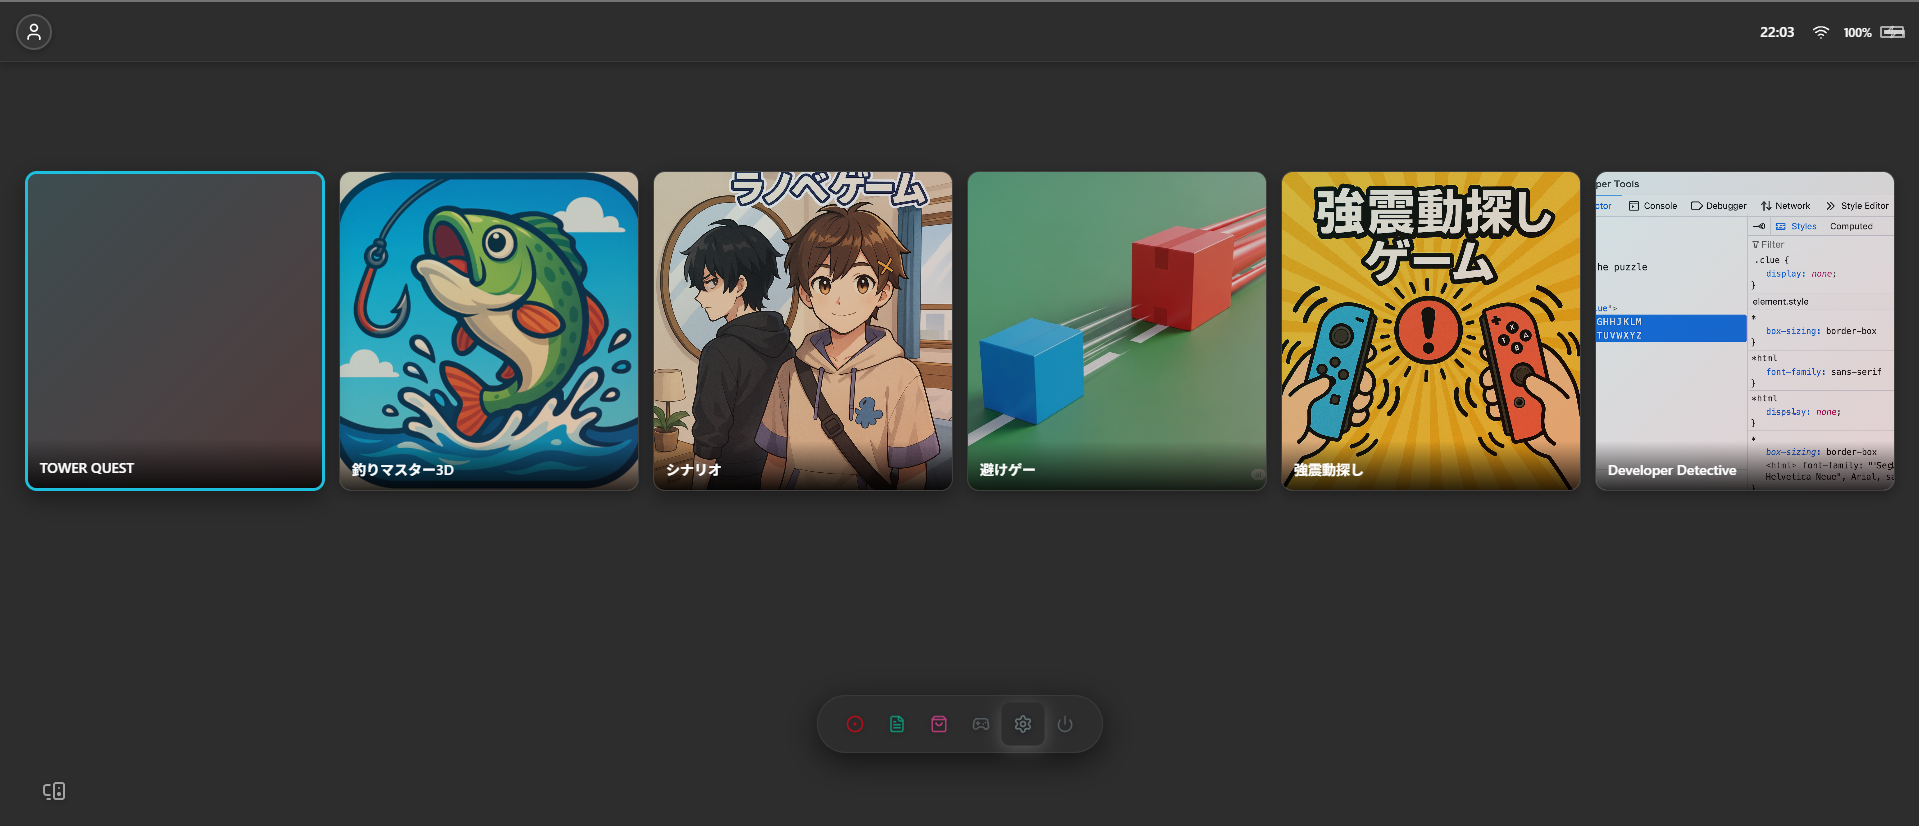 22:03
100%
TOWER QUEST
釣りマスター3D
ラノベゲーム
シナリオ
避けゲー
強震動探し
ゲーム
X
Y
A
B
強震動探し
per Tools
ctor Console Debugger Network Style Editor
Styles Computed
Filter
he puzzle
ue">
GHHJKLM
TUVWXYZ
.clue {
display: none;
}
element.style
*
box-sizing: border-box
}
*html
font-family: sans-serif
}
*html
display: none;
}
*
box-sizing: border-box
<html> font-family: "'Seg
Helvetica Neue", Arial, sa
Developer Detective